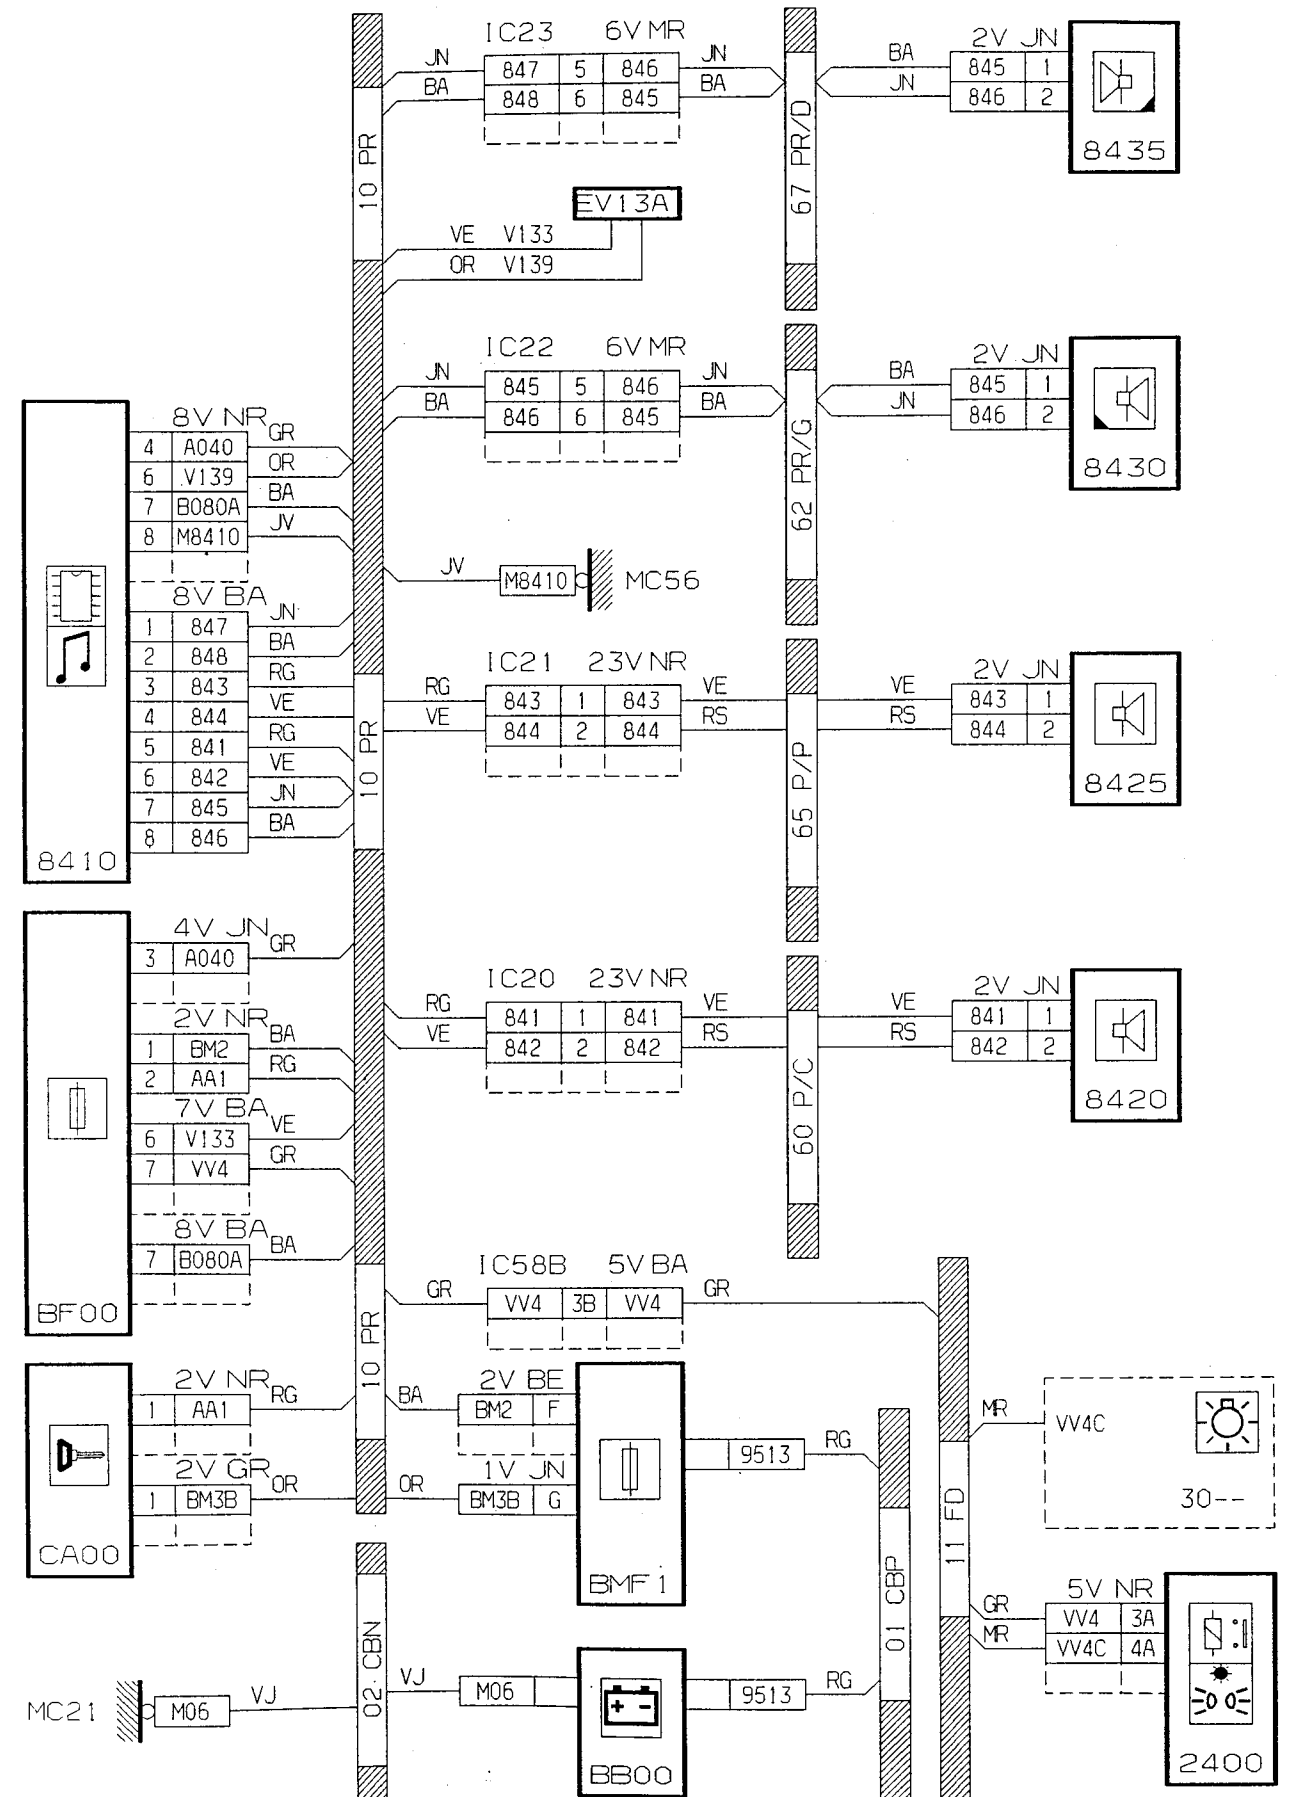 IC23 6V MR
JN 847 5 846 JN
BA 848 6 845 BA
10 PR
67 PR/D
2V JN
BA 845 1
JN 846 2
8435
EV13A
VE V133
OR V139
IC22 6V MR
JN 845 5 846 JN
BA 846 6 845 BA
62 PR/G
2V JN
BA 845 1
JN 846 2
8430
8V NR
4 A040 GR
6 V139 OR
7 B080A BA
8 M8410 JV
JV M8410 MC56
8V BA
1 847 JN
2 848 BA
3 843 RG
4 844 VE
5 841 RG
6 842 VE
7 845 JN
8 846 BA
8410
10 PR
IC21 23V NR
RG 843 1 843 VE
VE 844 2 844 RS
65 P/P
2V JN
VE 843 1
RS 844 2
8425
4V JN
3 A040 GR
2V NR
1 BM2 BA
2 AA1 RG
7V BA
6 V133 VE
7 VV4 GR
8V BA
7 B080A BA
BF00
IC20 23V NR
RG 841 1 841 VE
VE 842 2 842 RS
60 P/C
2V JN
VE 841 1
RS 842 2
8420
IC58B 5V BA
GR VV4 3B VV4 GR
10 PR
2V NR
1 AA1 RG
2V GR
1 BM3B OR
CA00
2V BE
BA BM2 F
1V JN
OR BM3B G
BMF1
9513 RG
01 CBP
11 FD
MR VV4C
30--
5V NR
GR VV4 3A
MR VV4C 4A
2400
MC21 M06 VJ
02 CBN
VJ M06
BB00
9513 RG